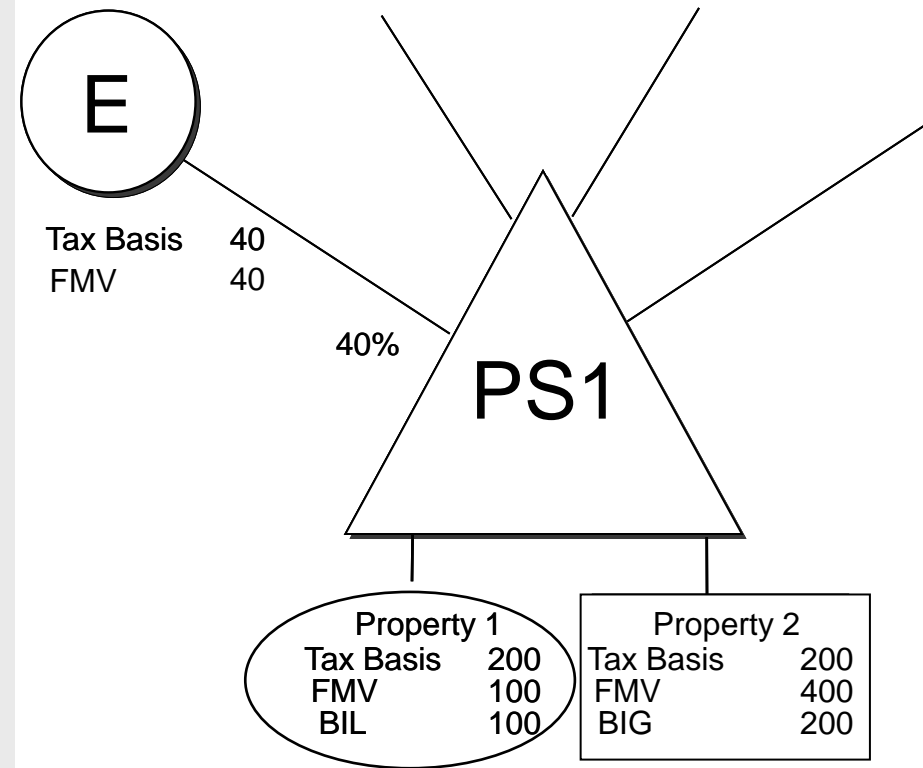 E
Tax Basis 40
FMV 40
40%
PS1
Property 1
Tax Basis 200
FMV 100
BIL 100
Property 2
Tax Basis 200
FMV 400
BIG 200